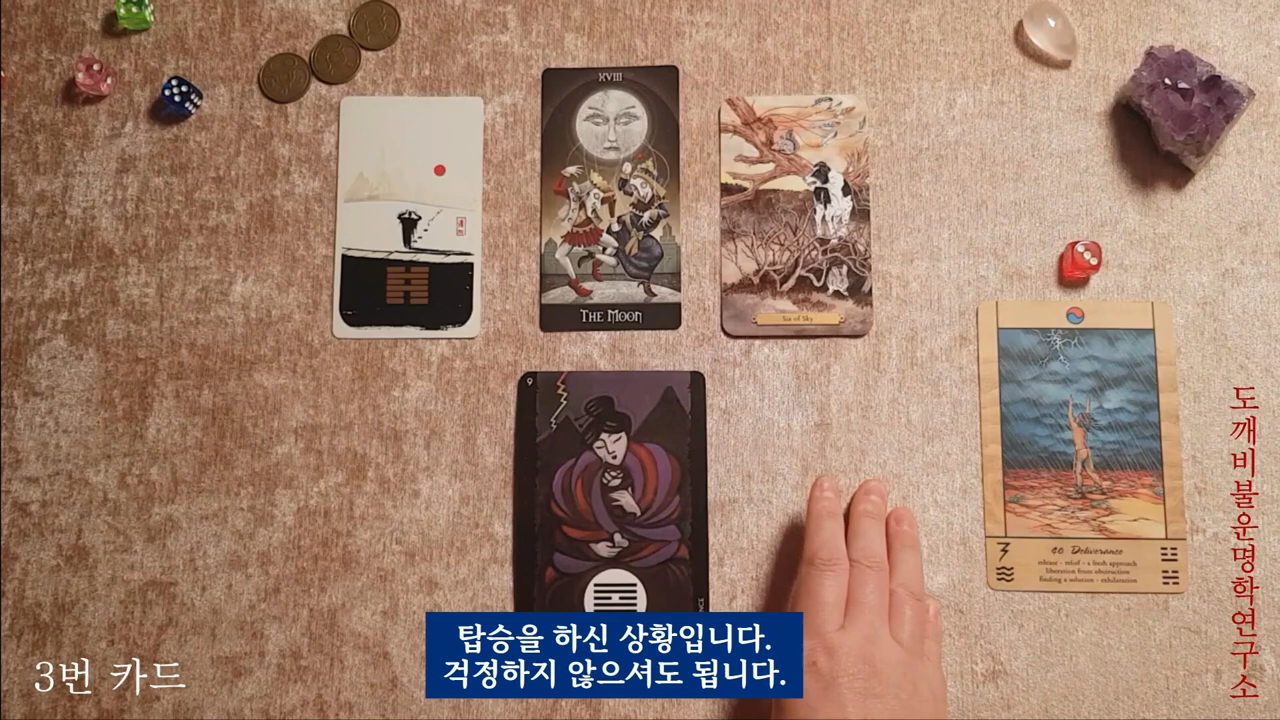 XVIII
THE MOON
Six of Sky
9
40 Deliverance
release - relief - a fresh approach
liberation from obstruction
finding a solution - exhilaration
도깨비불운명학연구소
3번 카드
탑승을 하신 상황입니다.
걱정하지 않으셔도 됩니다.